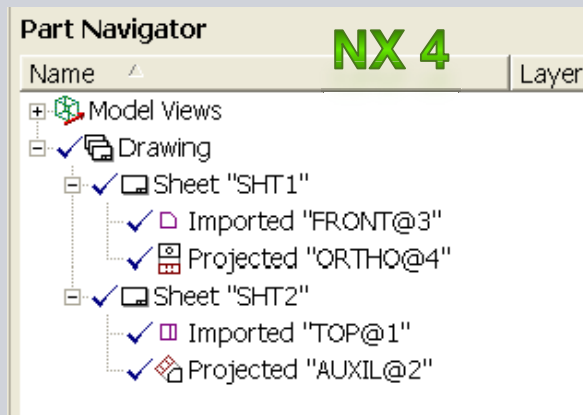 Part Navigator
NX 4
Name Layer
Model Views
Drawing
Sheet "SHT1"
Imported "FRONT@3"
Projected "ORTHO@4"
Sheet "SHT2"
Imported "TOP@1"
Projected "AUXIL@2"